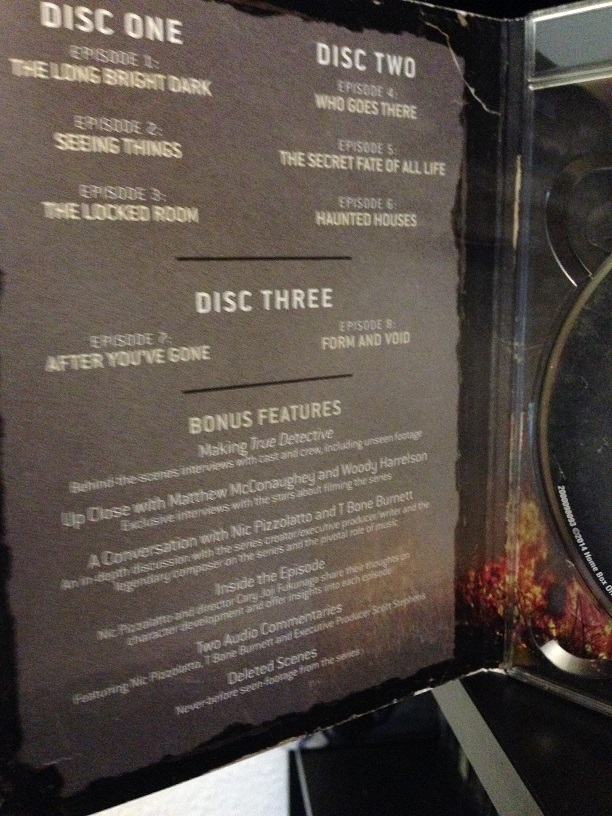 DISC ONE
EPISODE 1:
THE LONG BRIGHT DARK
EPISODE 2:
SEEING THINGS
EPISODE 3:
THE LOCKED ROOM
DISC TWO
EPISODE 4:
WHO GOES THERE
EPISODE 5:
THE SECRET FATE OF ALL LIFE
EPISODE 6:
HAUNTED HOUSES
DISC THREE
EPISODE 7:
AFTER YOU'VE GONE
EPISODE 8:
FORM AND VOID
BONUS FEATURES
Making True Detective
Behind-the-scenes interviews with cast and crew, including unseen footage
Up Close with Matthew McConaughey and Woody Harrelson
Exclusive interviews with the stars about filming the series
A Conversation with Nic Pizzolatto and T Bone Burnett
An in-depth discussion with the series creator/executive producer/writer and the
legendary composer on the series and the pivotal role of music
Inside the Episode
Nic Pizzolatto and director Cary Joji Fukunaga share their thoughts on
character development and offer insights into each episode
Two Audio Commentaries
Featuring Nic Pizzolatto, T Bone Burnett and Executive Producer Scott Stephens
Deleted Scenes
Never-before seen-footage from the series
©2014 Home Box